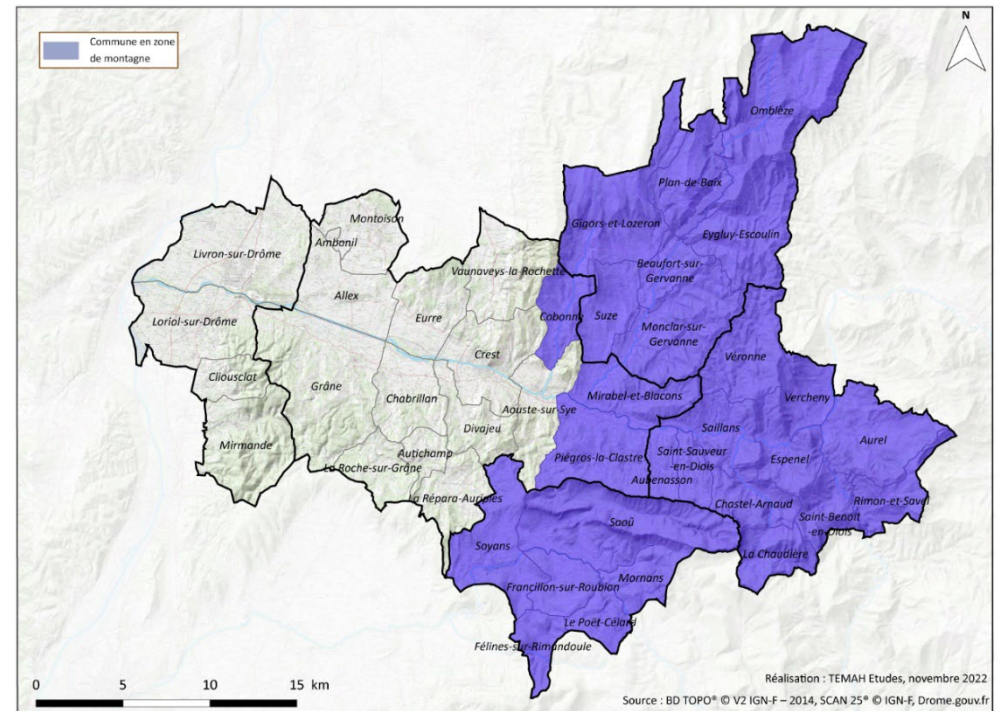 Commune en zone
de montagne
N
Omblèze
Plan-de-Baix
Montoison
Gigors-et-Lozeron
Ambonil
Eygluy-Escoulin
Livron-sur-Drôme
Vaunaveys-la-Rochette
Beaufort-sur-
Gervanne
Allex
Eurre
Cobonne
Suze
Loriol-sur-Drôme
Monclar-sur-
Gervanne
Crest
Véronne
Cliousclat
Grâne
Chabrillan
Mirabel-et-Blacons
Vercheny
Aouste-sur-Sye
Divajeu
Saillans
Aurel
Mirmande
Autichamp
Piégros-la-Clastre
Saint-Sauveur
-en-Diois
Espenel
La Roche-sur-Grâne
Aubenasson
La Répara-Auriples
Chastel-Arnaud
Rimon-et-Savel
Saint-Benoit
-en-Diois
Saoû
Soyans
La Chaudière
Francillon-sur-Roubion
Mornans
Le Poët-Célard
Félines-sur-Rimandoule
0 5 10 15 km
Réalisation : TEMAH Etudes, novembre 2022
Source : BD TOPO® © V2 IGN-F – 2014, SCAN 25® © IGN-F, Drome.gouv.fr